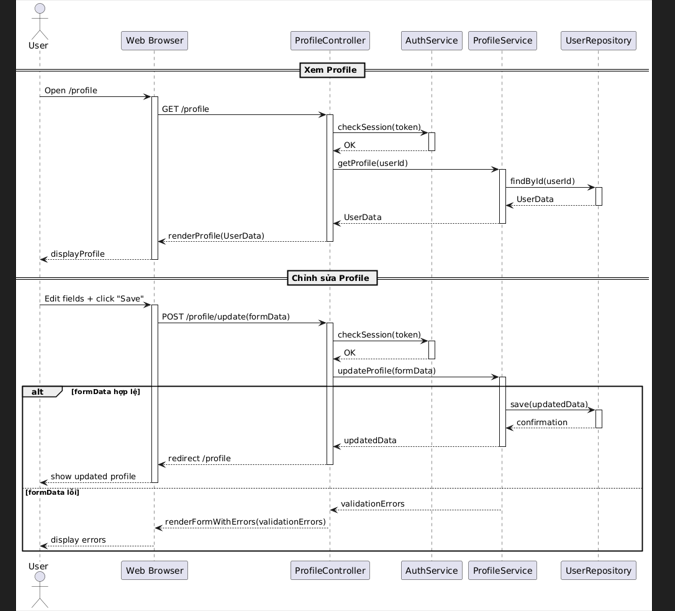 User
Web Browser
ProfileController
AuthService
ProfileService
UserRepository
Xem Profile
Open /profile
GET /profile
checkSession(token)
OK
getProfile(userId)
findById(userId)
UserData
UserData
renderProfile(UserData)
displayProfile
Chỉnh sửa Profile
Edit fields + click "Save"
POST /profile/update(formData)
checkSession(token)
OK
updateProfile(formData)
alt
[formData hợp lệ]
save(updatedData)
confirmation
updatedData
redirect /profile
show updated profile
[formData lỗi]
validationErrors
renderFormWithErrors(validationErrors)
display errors
User
Web Browser
ProfileController
AuthService
ProfileService
UserRepository